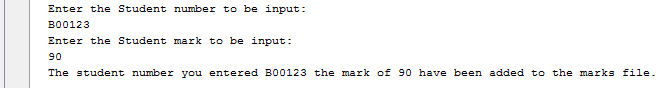 Enter the Student number to be input:
B00123
Enter the Student mark to be input:
90
The student number you entered B00123 the mark of 90 have been added to the marks file.